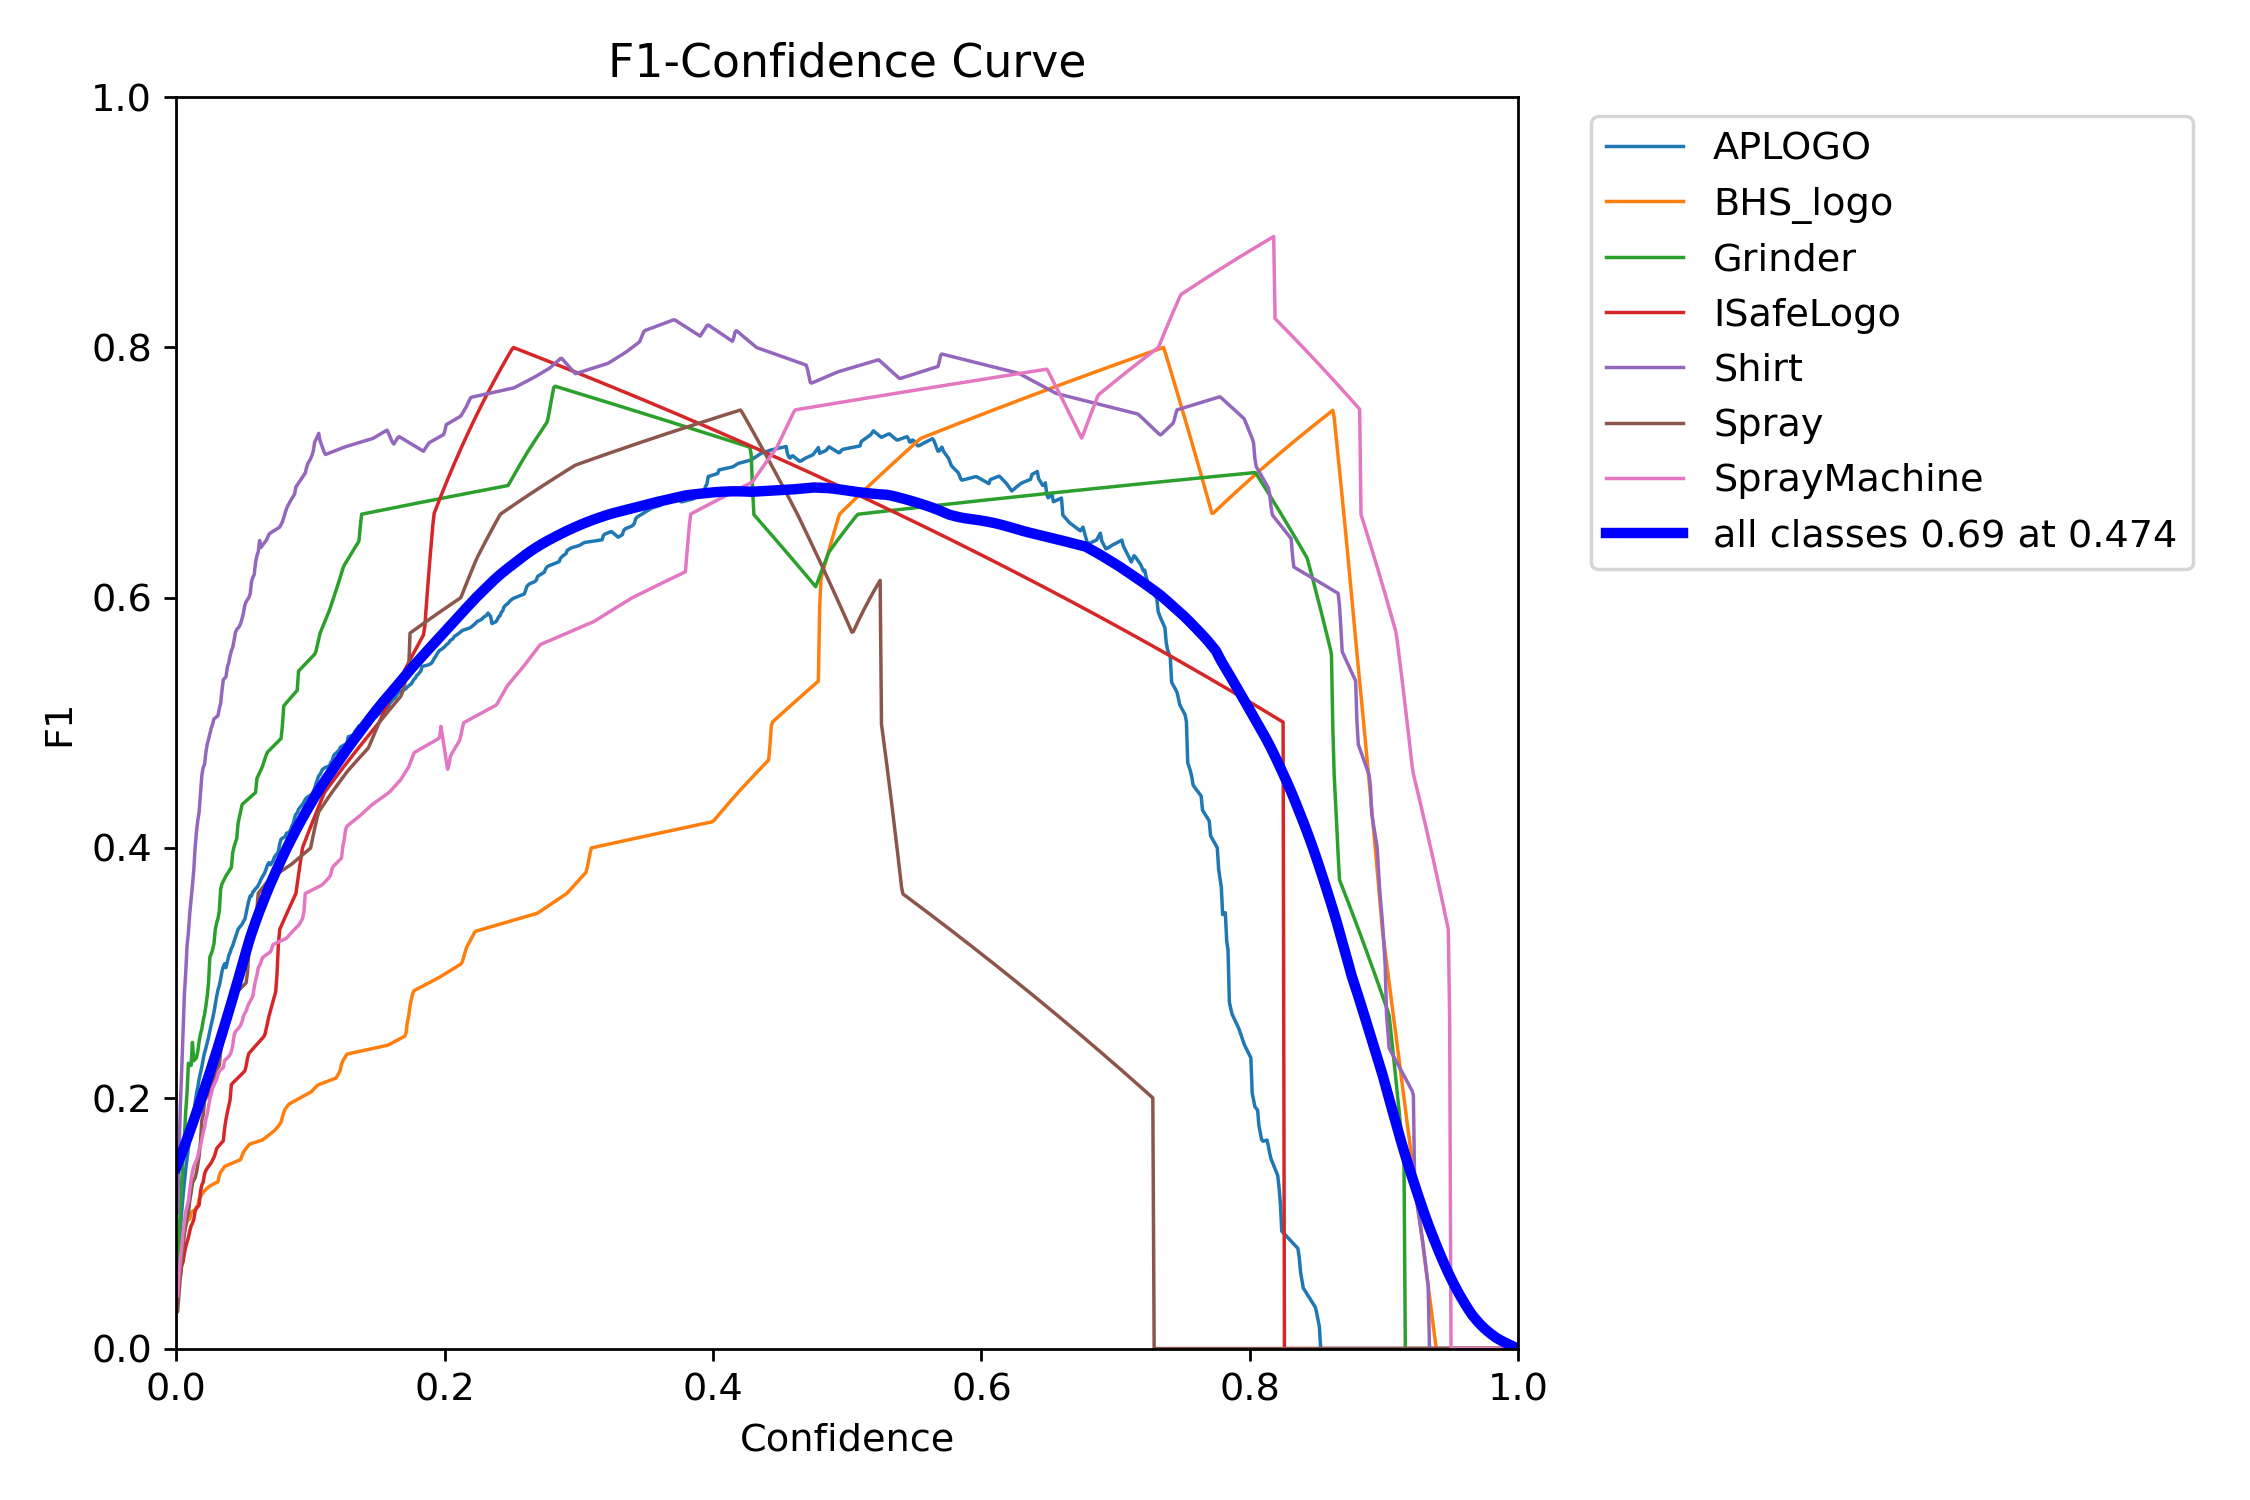 F1-Confidence Curve
1.0
0.8
0.6
0.4
0.2
0.0
F1
0.0 0.2 0.4 0.6 0.8 1.0
Confidence
APLOGO
BHS_logo
Grinder
ISafeLogo
Shirt
Spray
SprayMachine
all classes 0.69 at 0.474